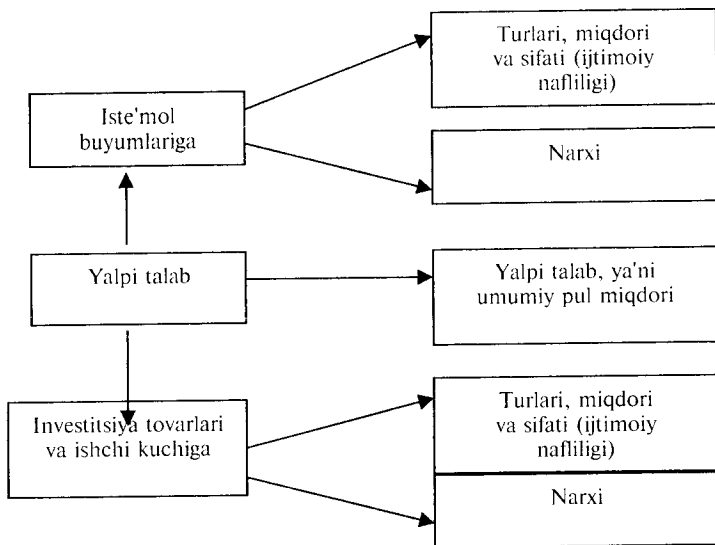 Turlari, miqdori
va sifati (ijtimoiy
nafliligi)
Iste'mol
buyumlariga
Narxi
Yalpi talab
Yalpi talab, ya'ni
umumiy pul miqdori
Investitsiya tovarlari
va ishchi kuchiga
Turlari, miqdori
va sifati (ijtimoiy
nafliligi)
Narxi